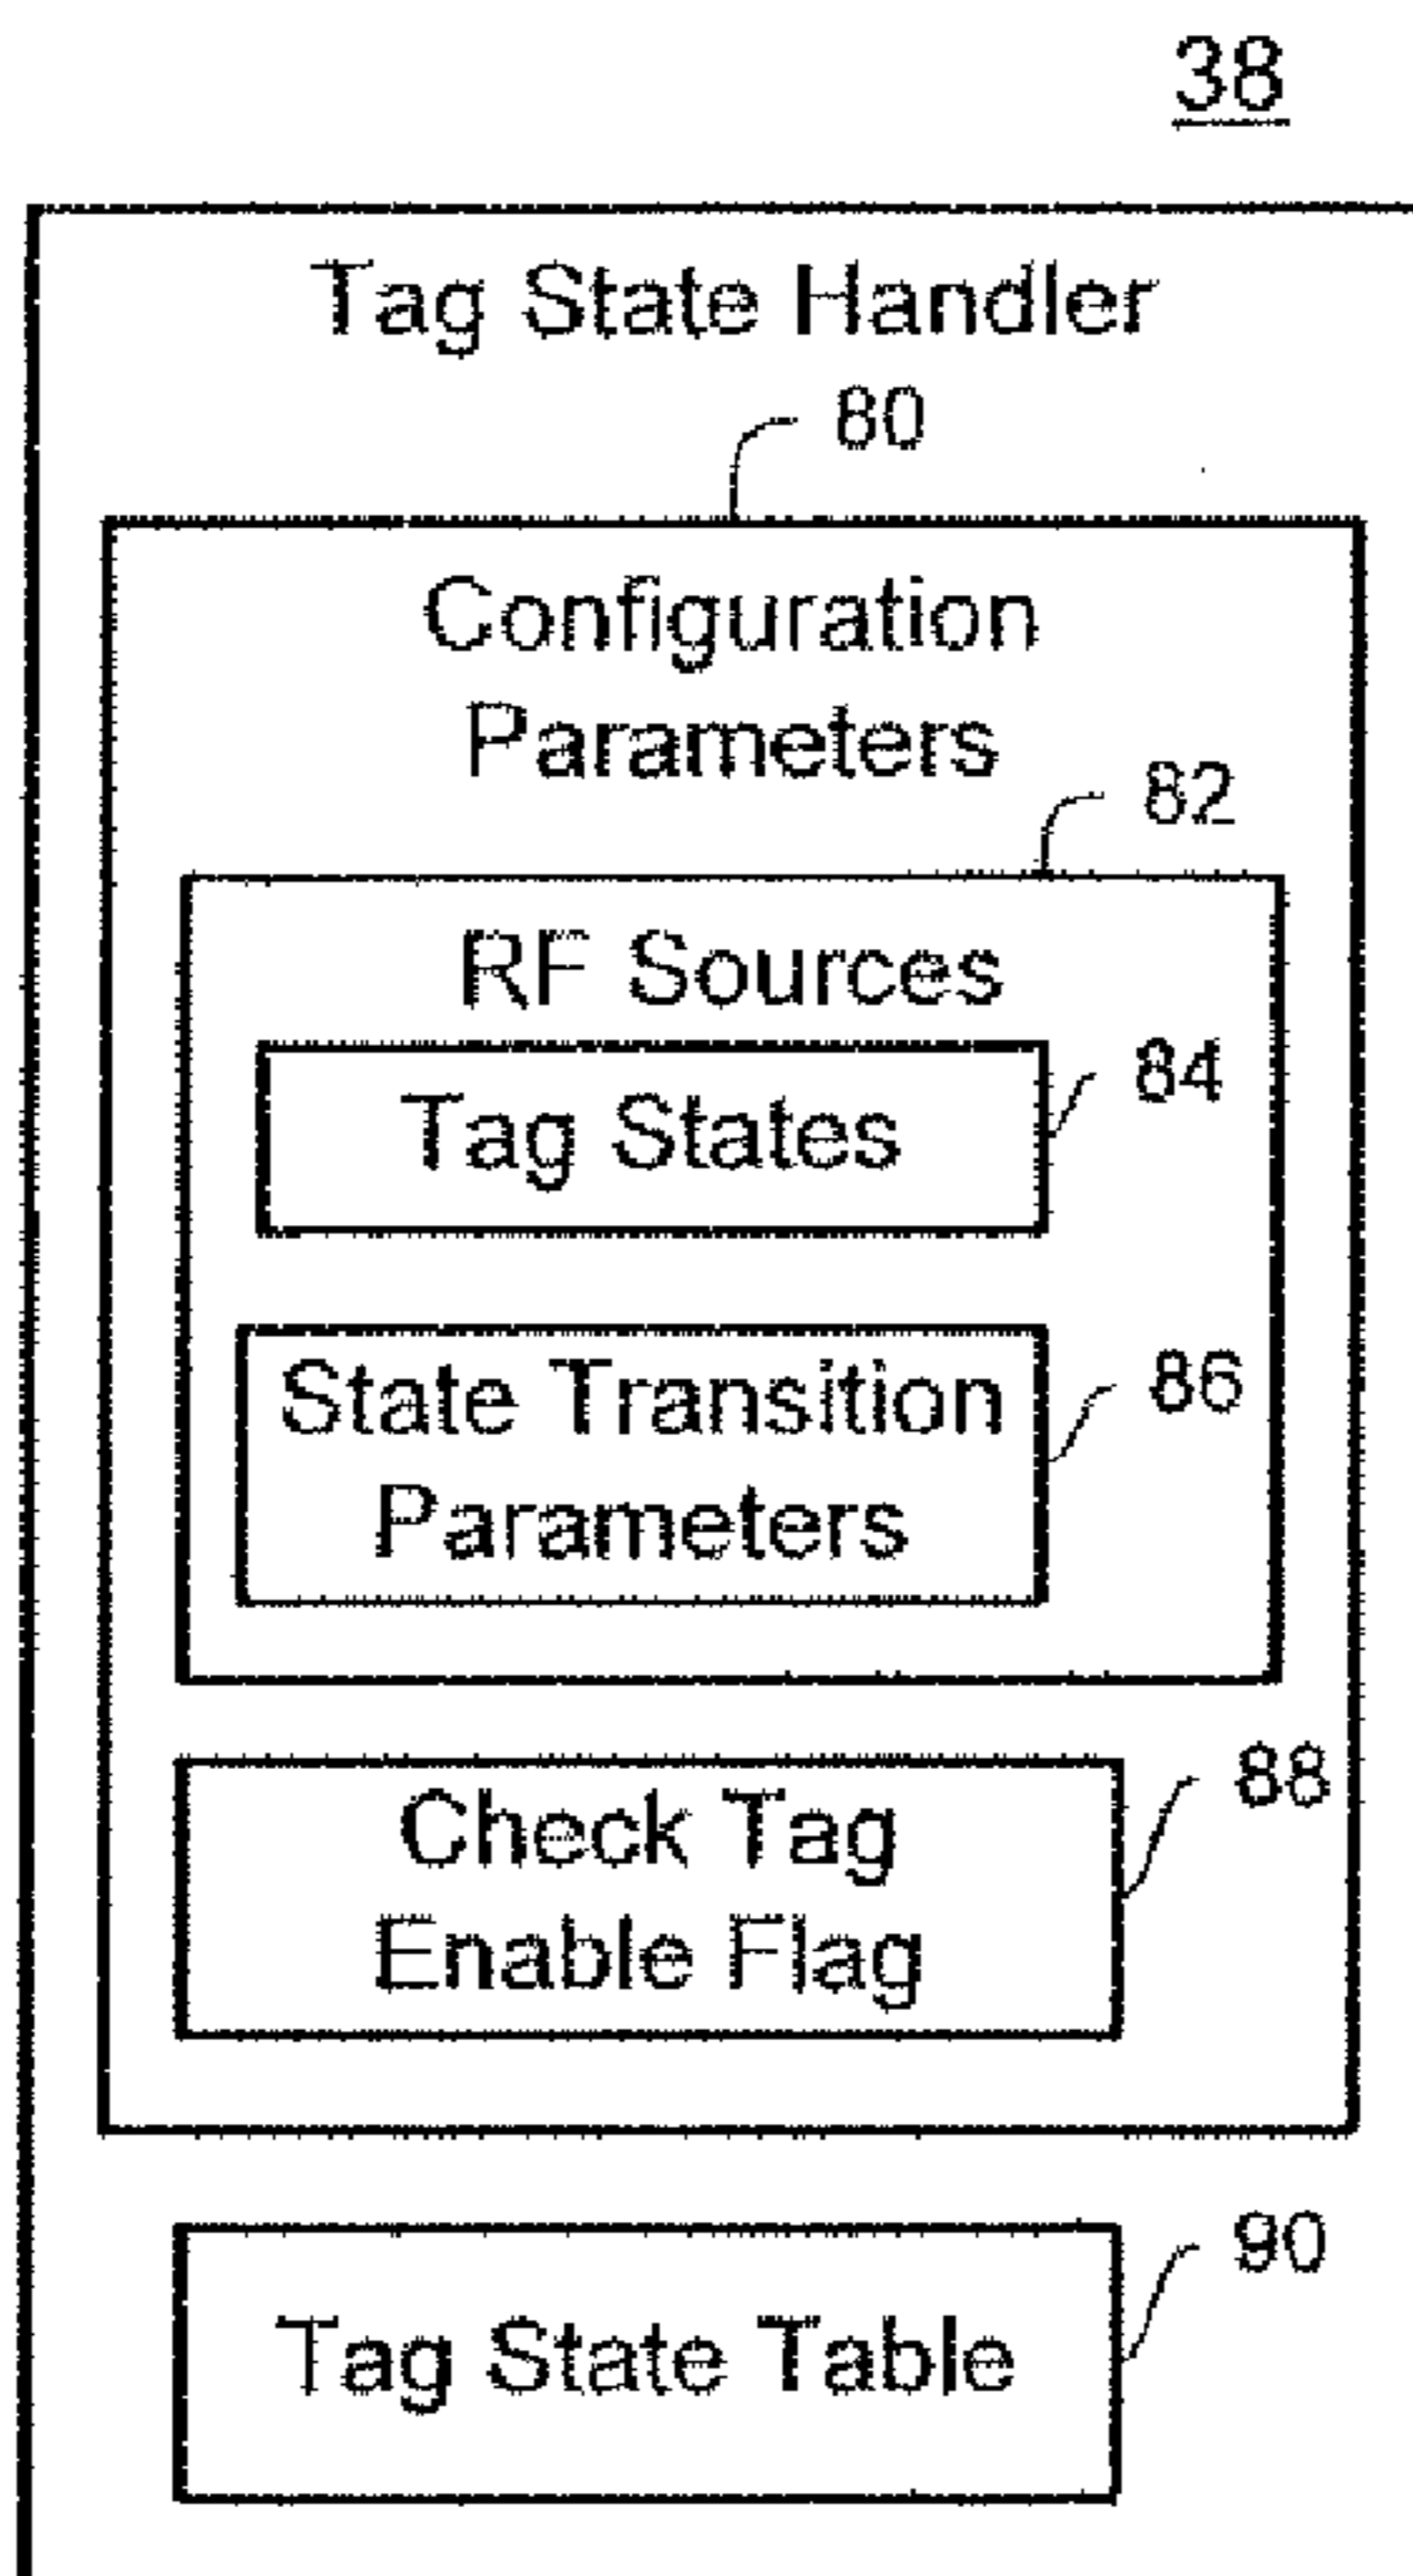 38
Tag State Handler
80
Configuration
Parameters
82
RF Sources
Tag States
84
State Transition
Parameters
86
Check Tag
Enable Flag
88
Tag State Table
90